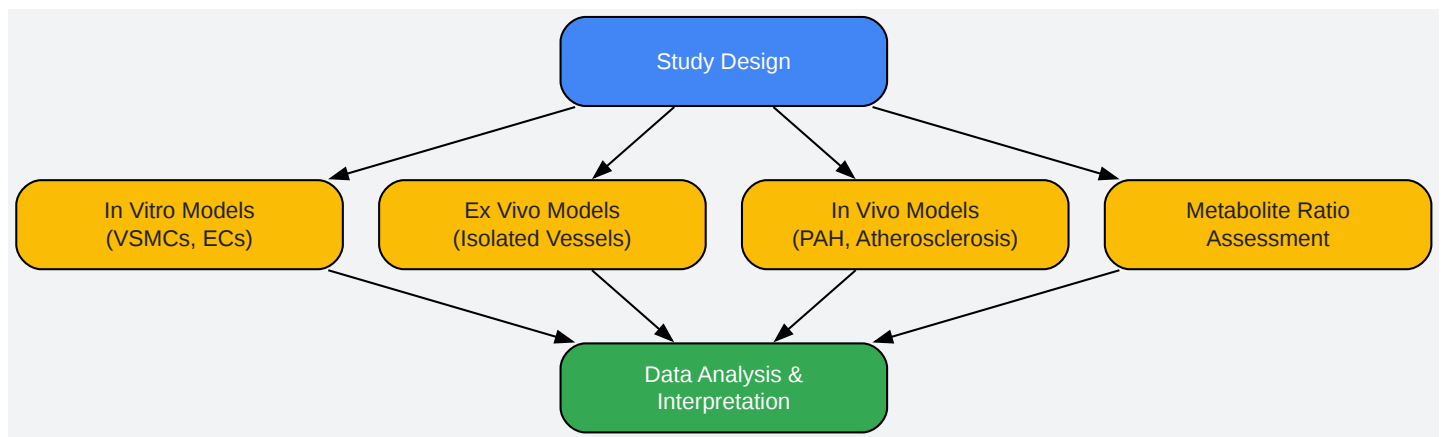 Study Design
In Vitro Models
(VSMCs, ECs)
Ex Vivo Models
(Isolated Vessels)
In Vivo Models
(PAH, Atherosclerosis)
Metabolite Ratio
Assessment
Data Analysis &
Interpretation